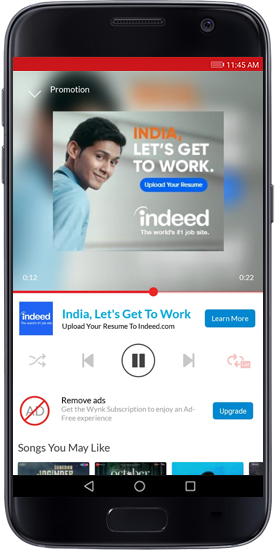 11:45 AM
Promotion
INDIA,
LET'S GET
TO WORK.
Upload Your Resume
indeed
The world's #1 job site.
0:12
0:22
indeed
India, Let's Get To Work
Upload Your Resume To Indeed.com
Learn More
AD
Remove ads
Get the Wynk Subscription to enjoy an Ad-
Free experience
Upgrade
Songs You May Like
october